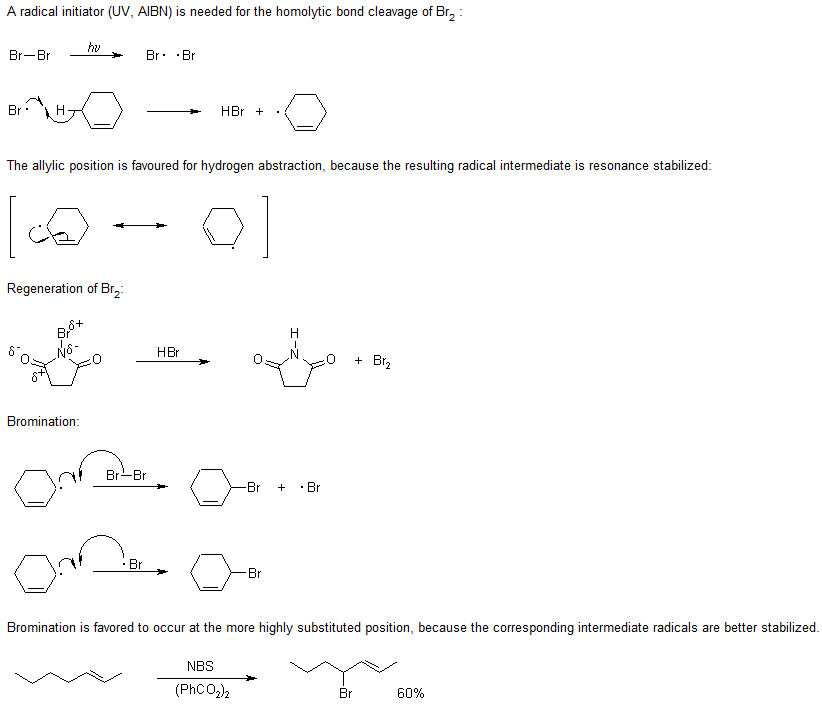 A radical initiator (UV, AIBN) is needed for the homolytic bond cleavage of Br2 :
hν
Br—Br Br· ·Br
Br· H HBr + ·
The allylic position is favoured for hydrogen abstraction, because the resulting radical intermediate is resonance stabilized:
Regeneration of Br2:
δ+
Br H
δ- O Nδ- O HBr O N O + Br2
δ+
Bromination:
Br—Br
Br + ·Br
·Br
Br
Bromination is favored to occur at the more highly substituted position, because the corresponding intermediate radicals are better stabilized.
NBS
(PhCO2)2
Br 60%